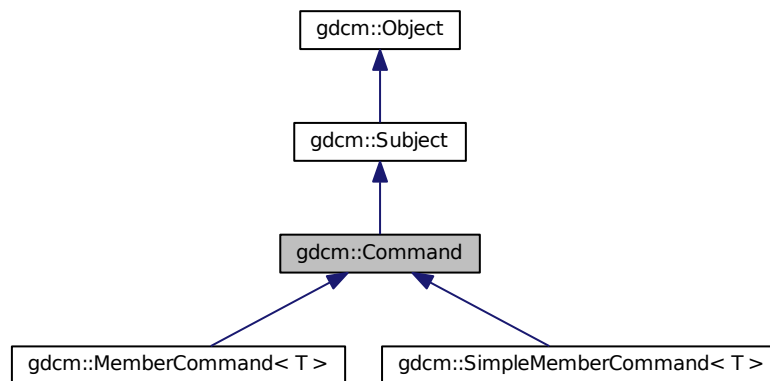 gdcm::Object
gdcm::Subject
gdcm::Command
gdcm::MemberCommand< T >
gdcm::SimpleMemberCommand< T >